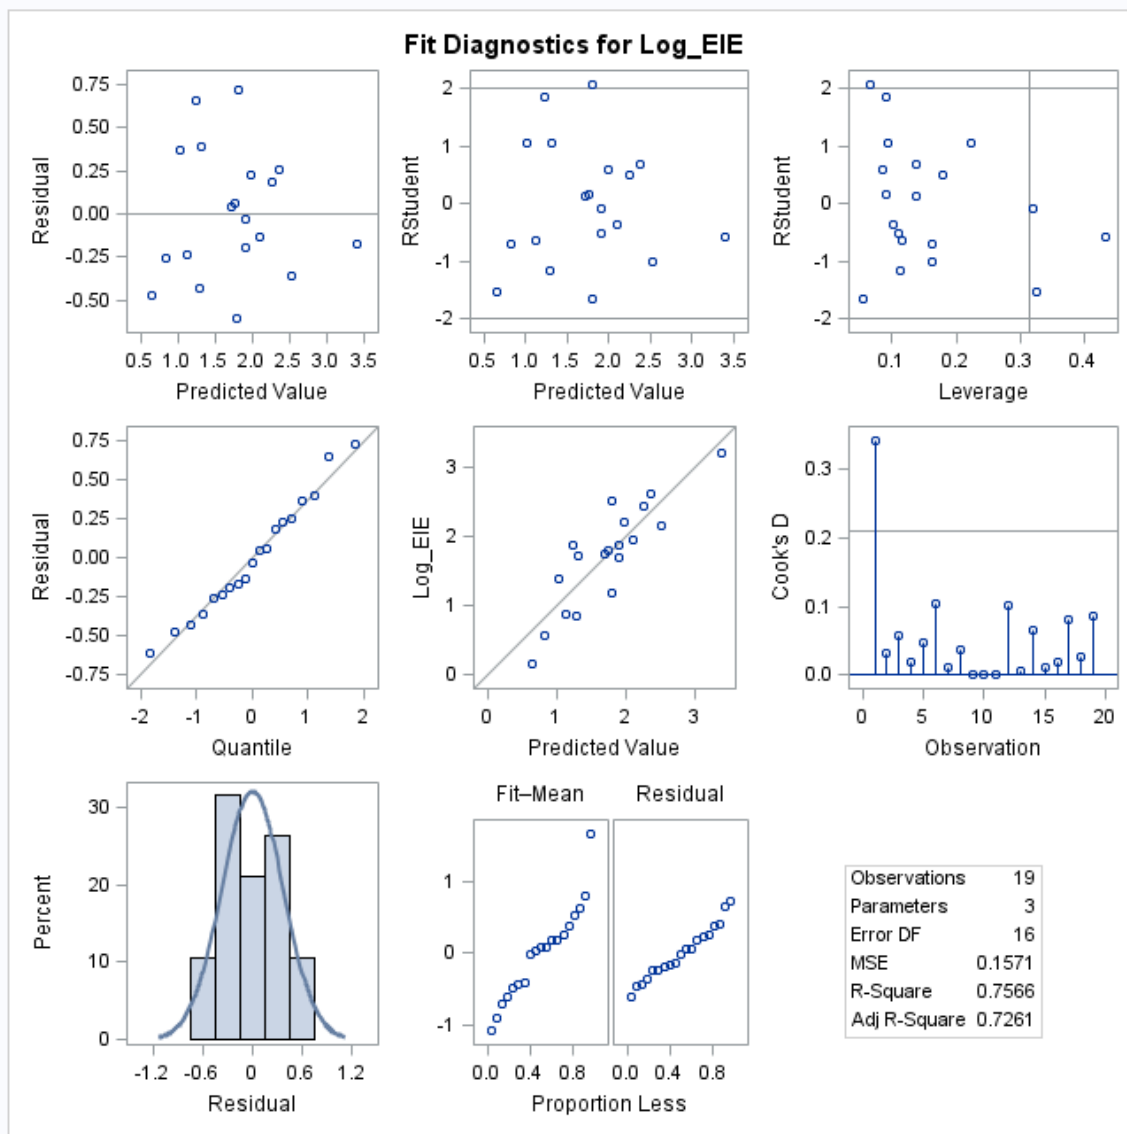 Fit Diagnostics for Log_EIE
0.75
0.50
0.25
0.00
-0.25
-0.50
Residual
0.5 1.0 1.5 2.0 2.5 3.0 3.5
Predicted Value
2
1
0
-1
-2
RStudent
0.5 1.0 1.5 2.0 2.5 3.0 3.5
Predicted Value
2
1
0
-1
-2
RStudent
0.1 0.2 0.3 0.4
Leverage
0.75
0.50
0.25
0.00
-0.25
-0.50
-0.75
Residual
-2 -1 0 1 2
Quantile
3
2
1
0
Log_EIE
0 1 2 3
Predicted Value
0.3
0.2
0.1
0.0
Cook's D
0 5 10 15 20
Observation
30
20
10
0
Percent
-1.2 -0.6 0 0.6 1.2
Residual
Fit–Mean Residual
1
0
-1
0.0 0.4 0.8 0.0 0.4 0.8
Proportion Less
Observations 19
Parameters 3
Error DF 16
MSE 0.1571
R-Square 0.7566
Adj R-Square 0.7261